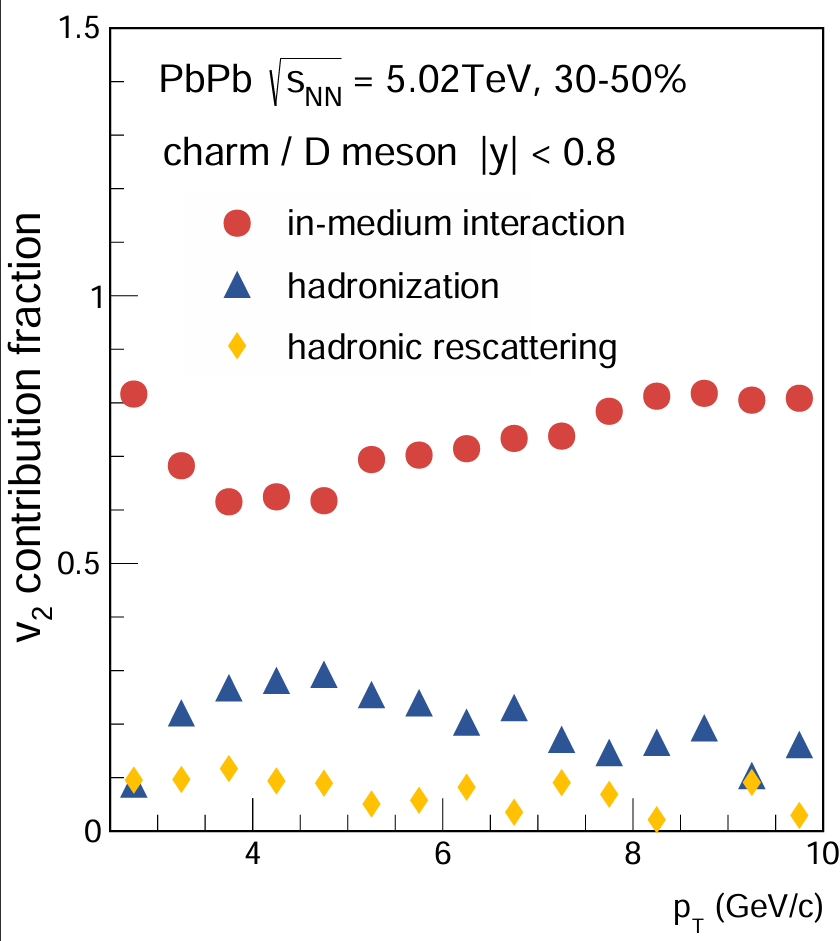 1.5
PbPb √sNN = 5.02TeV, 30-50%
charm / D meson |y| < 0.8
in-medium interaction
hadronization
hadronic rescattering
1
0.5
0
v2 contribution fraction
4 6 8 10
pT (GeV/c)